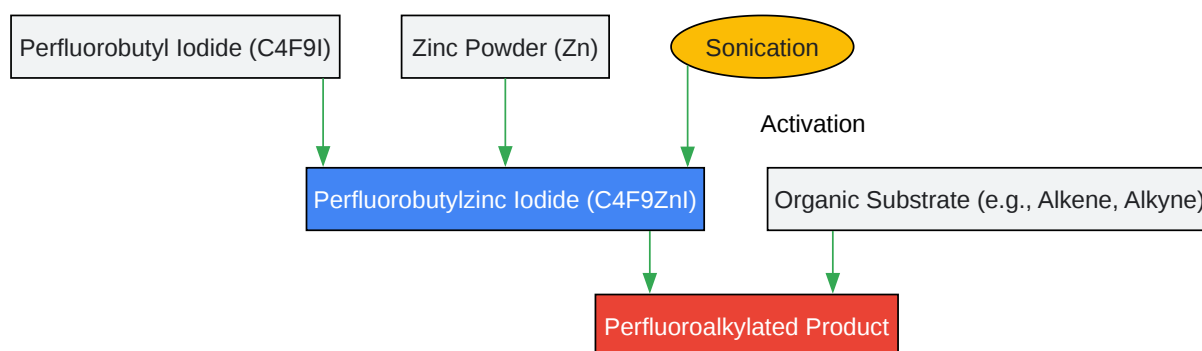 Perfluorobutyl Iodide (C4F9I)
Zinc Powder (Zn)
Sonication
Activation
Perfluorobutylzinc Iodide (C4F9ZnI)
Organic Substrate (e.g., Alkene, Alkyne)
Perfluoroalkylated Product